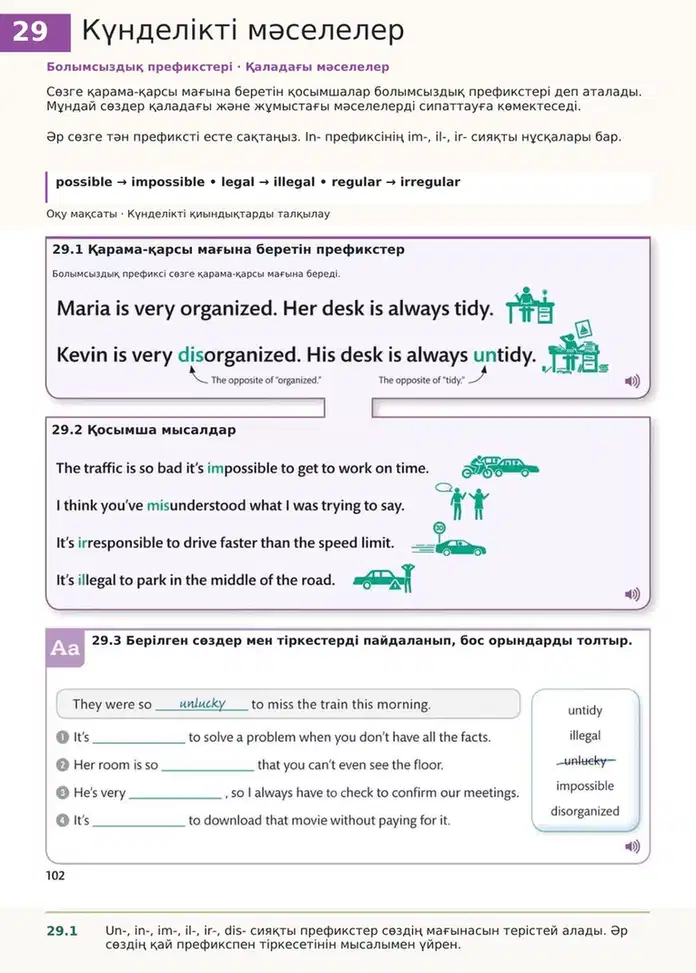 29
Күнделікті мәселелер
Болымсыздық префикстері · Қаладағы мәселелер
Сөзге қарама-қарсы мағына беретін қосымшалар болымсыздық префикстері деп аталады.
Мұндай сөздер қаладағы және жұмыстағы мәселелерді сипаттауға көмектеседі.
Әр сөзге тән префиксті есте сақтаңыз. In- префиксінің im-, il-, ir- сияқты нұсқалары бар.
possible → impossible • legal → illegal • regular → irregular
Оқу мақсаты · Күнделікті қиындықтарды талқылау
29.1 Қарама-қарсы мағына беретін префикстер
Болымсыздық префиксі сөзге қарама-қарсы мағына береді.
Maria is very organized. Her desk is always tidy.
Kevin is very disorganized. His desk is always untidy.
The opposite of "organized." The opposite of "tidy."
29.2 Қосымша мысалдар
The traffic is so bad it's impossible to get to work on time.
I think you've misunderstood what I was trying to say.
30
It's irresponsible to drive faster than the speed limit.
It's illegal to park in the middle of the road.
Aa
29.3 Берілген сөздер мен тіркестерді пайдаланып, бос орындарды толтыр.
They were so unlucky to miss the train this morning.
1 It's ____________ to solve a problem when you don't have all the facts.
2 Her room is so ____________ that you can't even see the floor.
3 He's very ____________ , so I always have to check to confirm our meetings.
4 It's ____________ to download that movie without paying for it.
untidy
illegal
unlucky
impossible
disorganized
102
29.1 Un-, in-, im-, il-, ir-, dis- сияқты префикстер сөздің мағынасын терістей алады. Әр
сөздің қай префикспен тіркесетінін мысалымен үйрен.